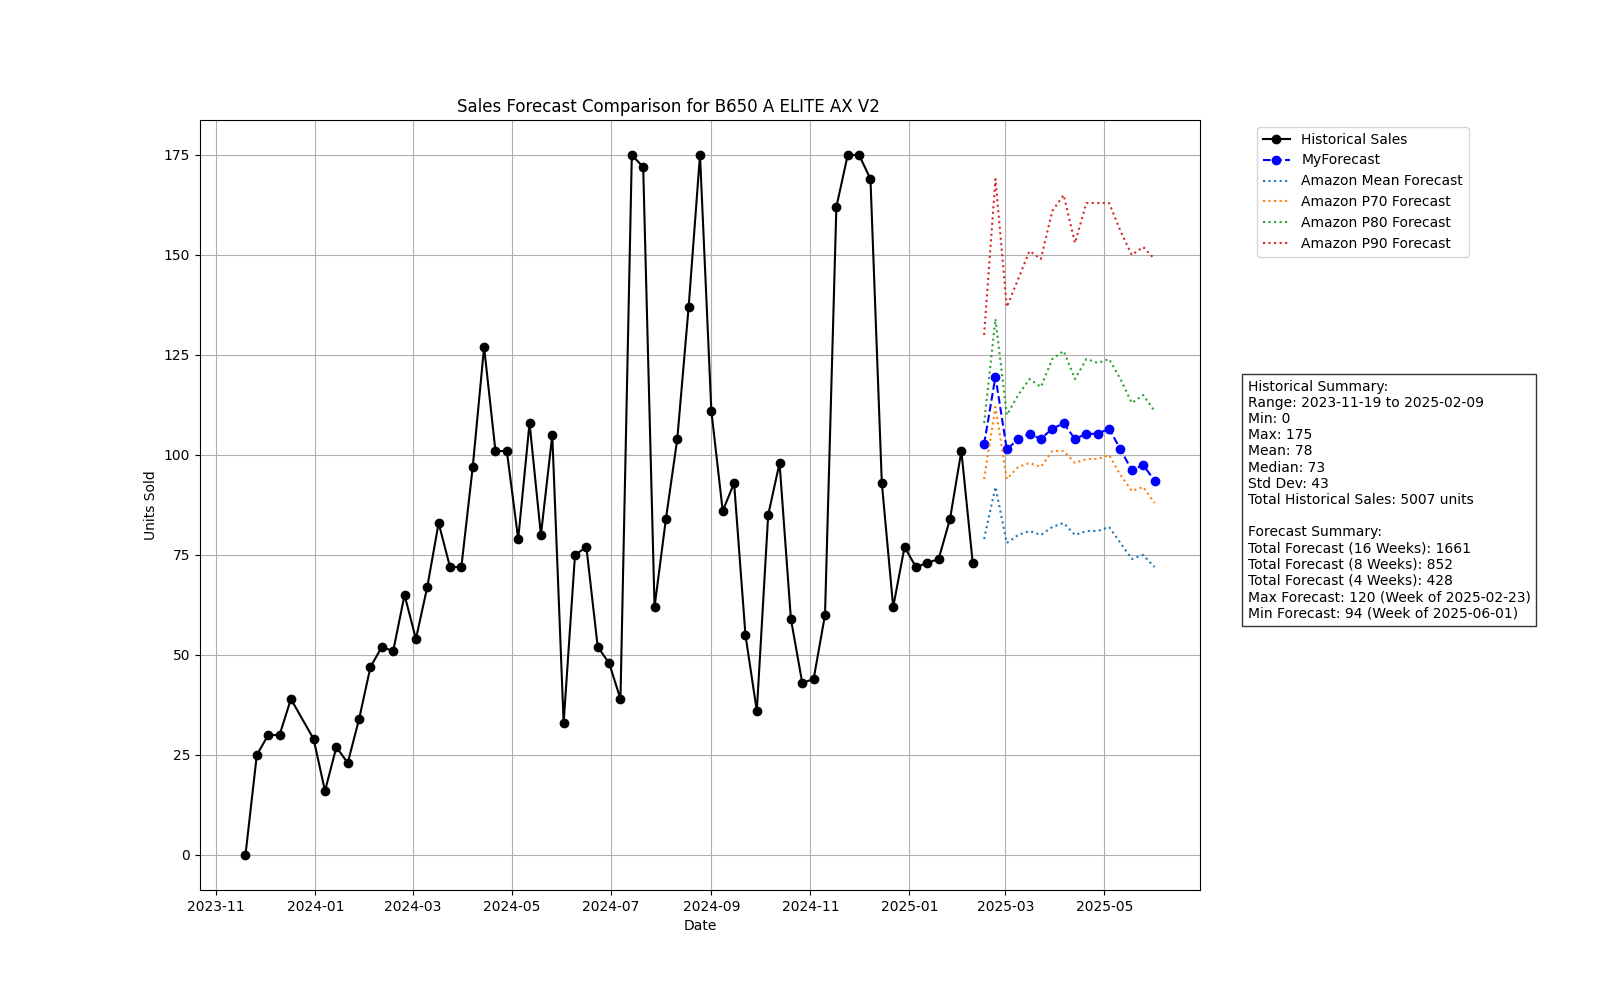 Sales Forecast Comparison for B650 A ELITE AX V2
Historical Sales
MyForecast
Amazon Mean Forecast
Amazon P70 Forecast
Amazon P80 Forecast
Amazon P90 Forecast
175
150
125
100
75
50
25
0
Units Sold
Historical Summary:
Range: 2023-11-19 to 2025-02-09
Min: 0
Max: 175
Mean: 78
Median: 73
Std Dev: 43
Total Historical Sales: 5007 units
Forecast Summary:
Total Forecast (16 Weeks): 1661
Total Forecast (8 Weeks): 852
Total Forecast (4 Weeks): 428
Max Forecast: 120 (Week of 2025-02-23)
Min Forecast: 94 (Week of 2025-06-01)
2023-11 2024-01 2024-03 2024-05 2024-07 2024-09 2024-11 2025-01 2025-03 2025-05
Date